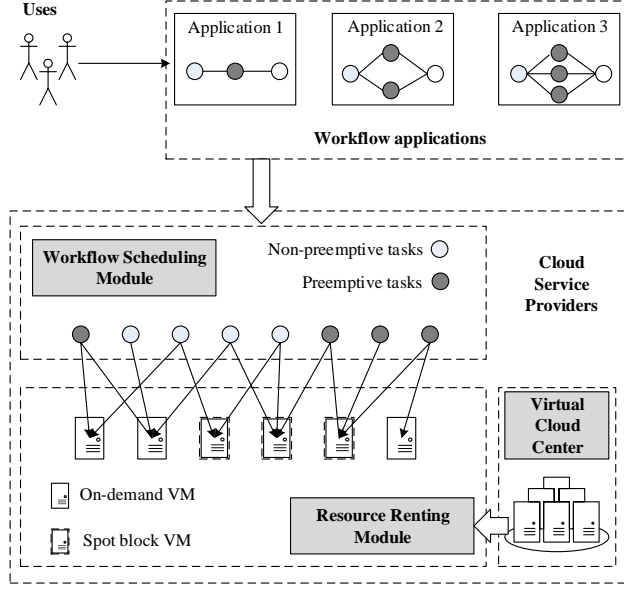 Uses
Application 1
Application 2
Application 3
Workflow applications
Workflow Scheduling
Module
Non-preemptive tasks
Preemptive tasks
Cloud
Service
Providers
On-demand VM
Spot block VM
Resource Renting
Module
Virtual
Cloud
Center